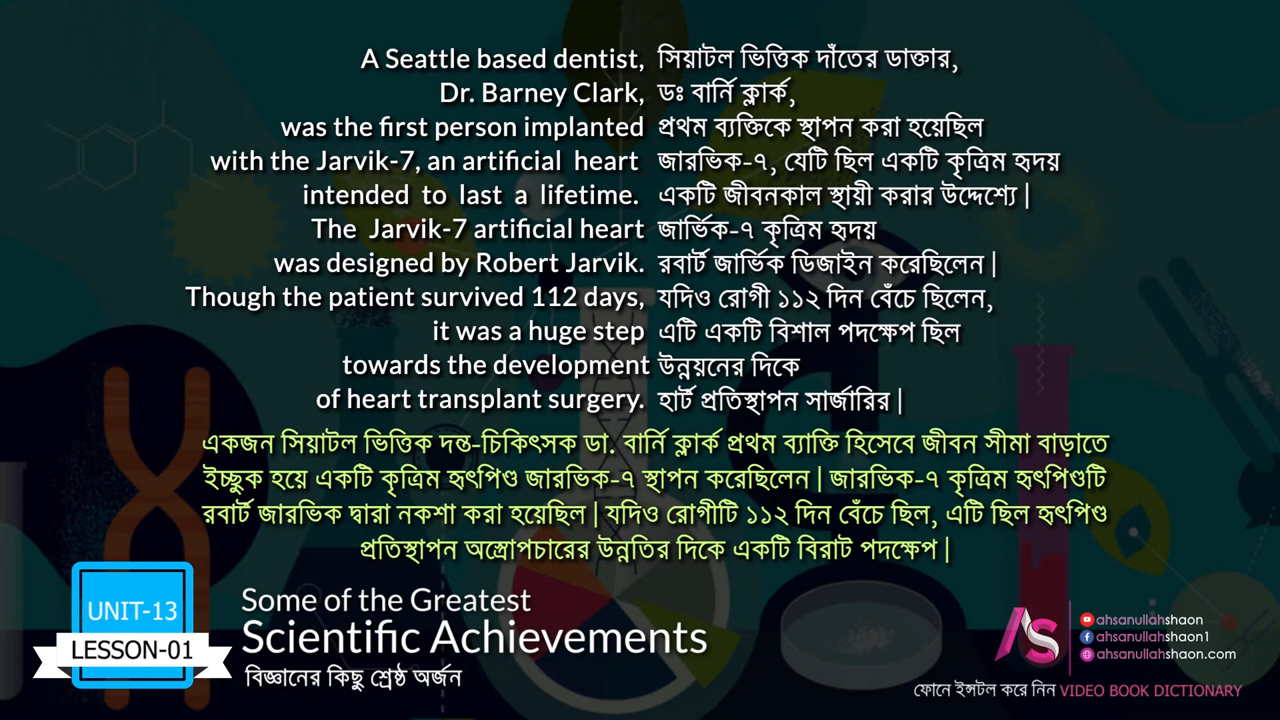 A Seattle based dentist, সিয়াটল ভিত্তিক দাঁতের ডাক্তার,
Dr. Barney Clark, ডঃ বার্নি ক্লার্ক,
was the first person implanted প্রথম ব্যক্তিকে স্থাপন করা হয়েছিল
with the Jarvik-7, an artificial heart জারভিক-৭, যেটি ছিল একটি কৃত্রিম হৃদয়
intended to last a lifetime. একটি জীবনকাল স্থায়ী করার উদ্দেশ্যে |
The Jarvik-7 artificial heart জার্ভিক-৭ কৃত্রিম হৃদয়
was designed by Robert Jarvik. রবার্ট জার্ভিক ডিজাইন করেছিলেন |
Though the patient survived 112 days, যদিও রোগী ১১২ দিন বেঁচে ছিলেন,
it was a huge step এটি একটি বিশাল পদক্ষেপ ছিল
towards the development উন্নয়নের দিকে
of heart transplant surgery. হার্ট প্রতিস্থাপন সার্জারির |
একজন সিয়াটল ভিত্তিক দন্ত-চিকিৎসক ডা. বার্নি ক্লার্ক প্রথম ব্যাক্তি হিসেবে জীবন সীমা বাড়াতে
ইচ্ছুক হয়ে একটি কৃত্রিম হৃৎপিণ্ড জারভিক-৭ স্থাপন করেছিলেন | জারভিক-৭ কৃত্রিম হৃৎপিণ্ডটি
রবার্ট জারভিক দ্বারা নকশা করা হয়েছিল | যদিও রোগীটি ১১২ দিন বেঁচে ছিল, এটি ছিল হৃৎপিণ্ড
প্রতিস্থাপন অস্ত্রোপচারের উন্নতির দিকে একটি বিরাট পদক্ষেপ |
UNIT-13
LESSON-01
Some of the Greatest
Scientific Achievements
বিজ্ঞানের কিছু শ্রেষ্ঠ অর্জন
AS
ahsanullahshaon
ahsanullahshaon1
ahsanullahshaon.com
ফোনে ইন্সটল করে নিন VIDEO BOOK DICTIONARY